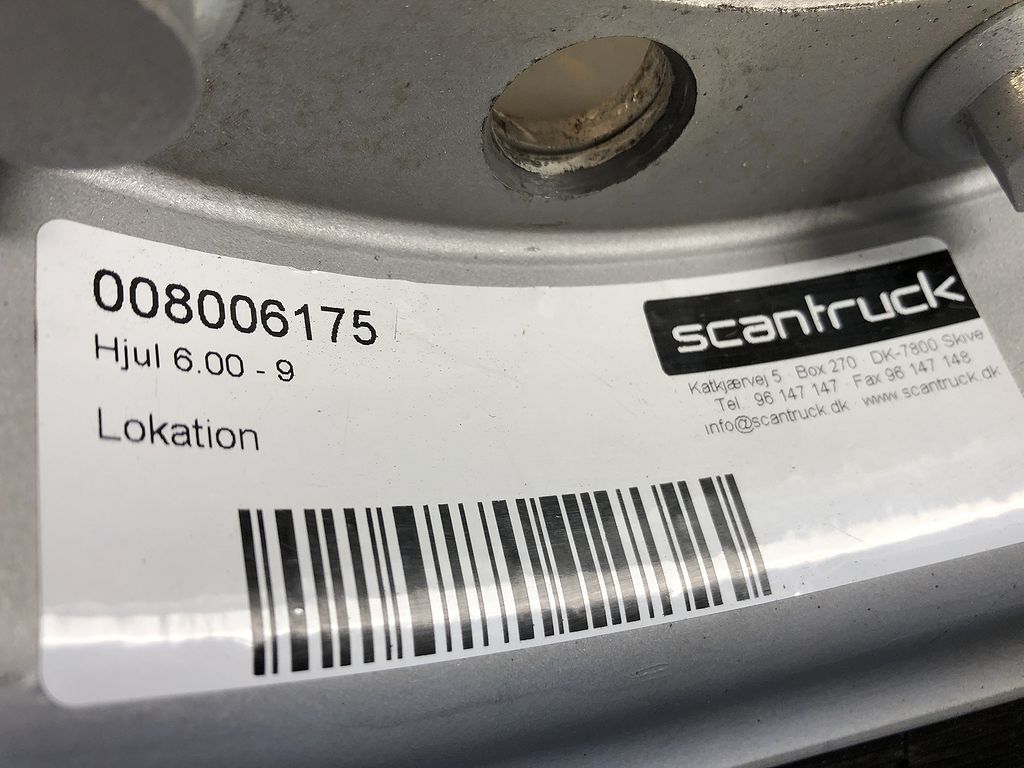 008006175
Hjul 6.00 - 9
Lokation
scantruck
Katkjærvej 5 · Box 270 · DK-7800 Skive
Tel. 96 147 147 · Fax 96 147 148
info@scantruck.dk · www.scantruck.dk